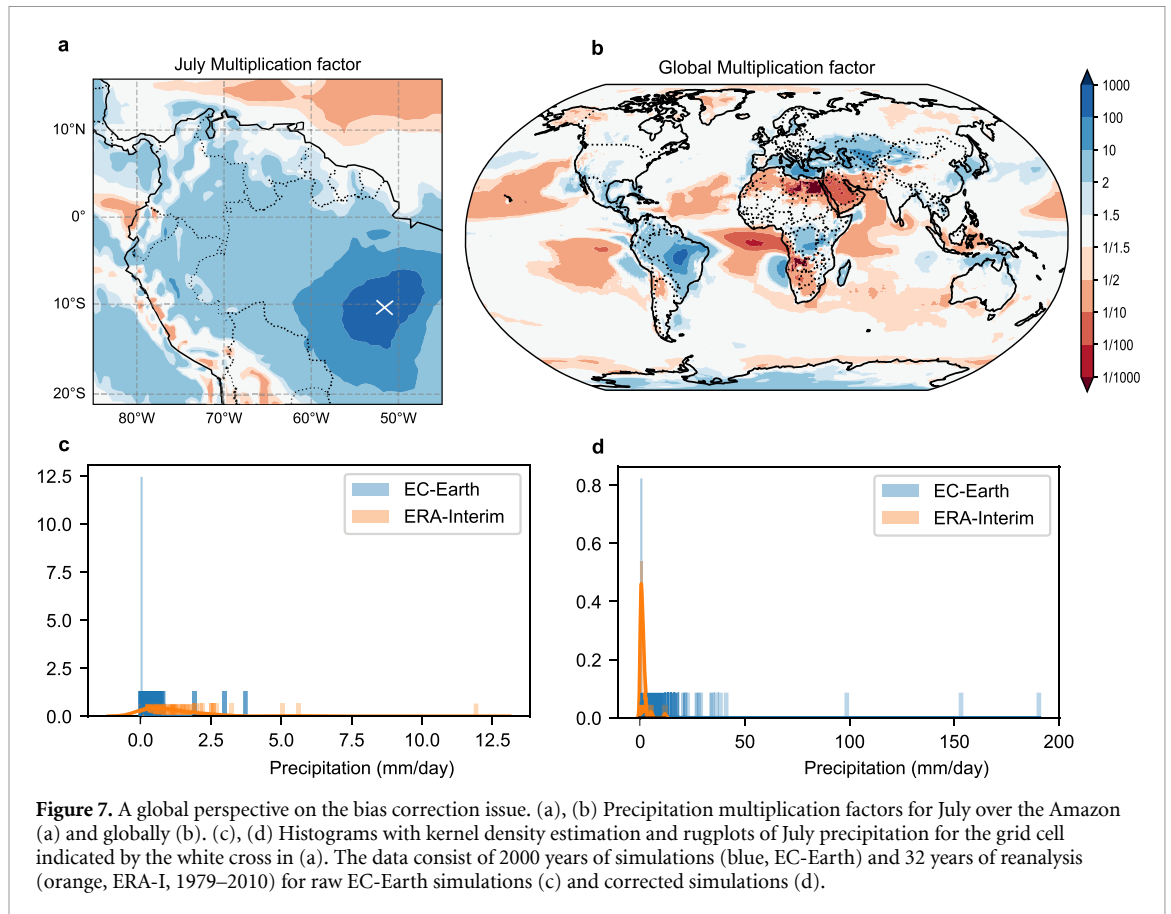 a
July Multiplication factor
10°N
0°
10°S
20°S
80°W 70°W 60°W 50°W
b
Global Multiplication factor
1000
100
10
2
1.5
1/1.5
1/2
1/10
1/100
1/1000
c
12.5
10.0
7.5
5.0
2.5
0.0
EC-Earth
ERA-Interim
0.0 2.5 5.0 7.5 10.0 12.5
Precipitation (mm/day)
d
0.8
0.6
0.4
0.2
0.0
EC-Earth
ERA-Interim
0 50 100 150 200
Precipitation (mm/day)
Figure 7. A global perspective on the bias correction issue. (a), (b) Precipitation multiplication factors for July over the Amazon
(a) and globally (b). (c), (d) Histograms with kernel density estimation and rugplots of July precipitation for the grid cell
indicated by the white cross in (a). The data consist of 2000 years of simulations (blue, EC-Earth) and 32 years of reanalysis
(orange, ERA-I, 1979–2010) for raw EC-Earth simulations (c) and corrected simulations (d).